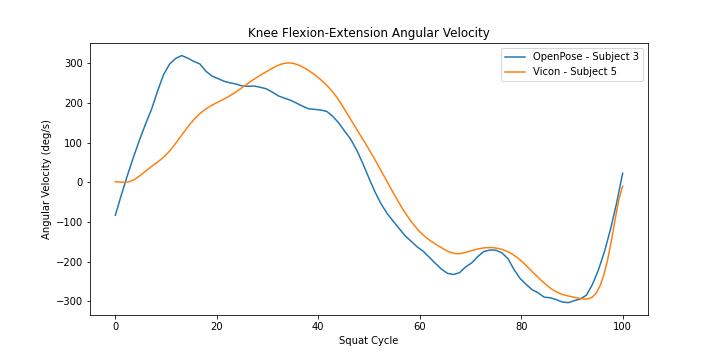 Knee Flexion-Extension Angular Velocity
OpenPose - Subject 3
Vicon - Subject 5
Angular Velocity (deg/s)
300
200
100
0
−100
−200
−300
0 20 40 60 80 100
Squat Cycle